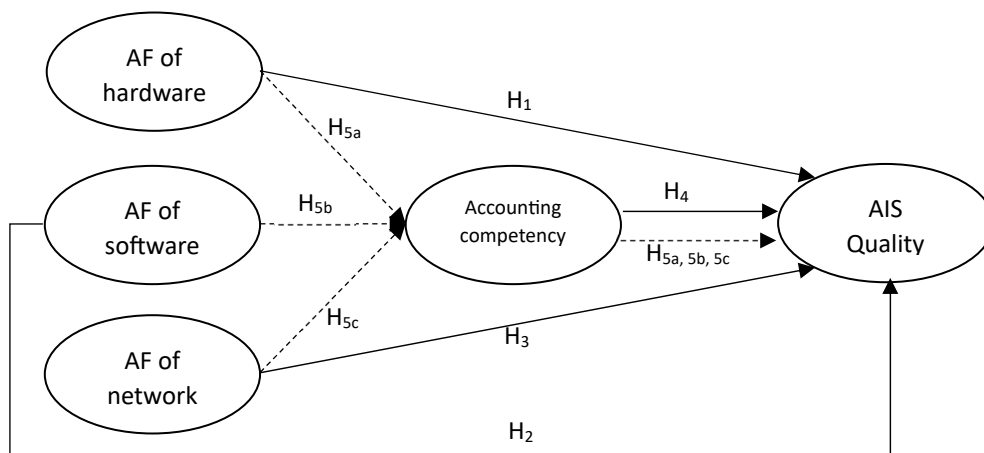 AF of
hardware
H1
H5a
AF of
software
H5b
Accounting
competency
H4
H5a, 5b, 5c
AIS
Quality
H5c
H3
AF of
network
H2